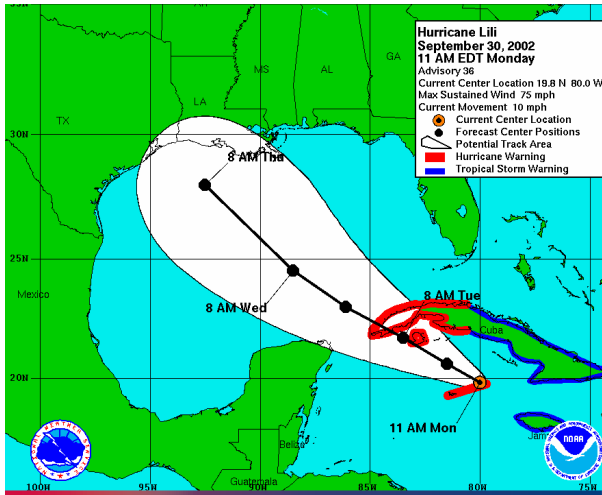 Hurricane Lili
September 30, 2002
11 AM EDT Monday
Advisory 36
Current Center Location 19.8 N 80.0 W
Max Sustained Wind 75 mph
Current Movement 10 mph
Current Center Location
Forecast Center Positions
Potential Track Area
Hurricane Warning
Tropical Storm Warning
TX
LA
MS
AL
GA
30N
8 AM Thu
25N
Mexico
8 AM Wed
8 AM Tue
Cuba
20N
11 AM Mon
Jam
Belize
Guatemala
NOAA
100W
95W
90W
85W
80W
75W